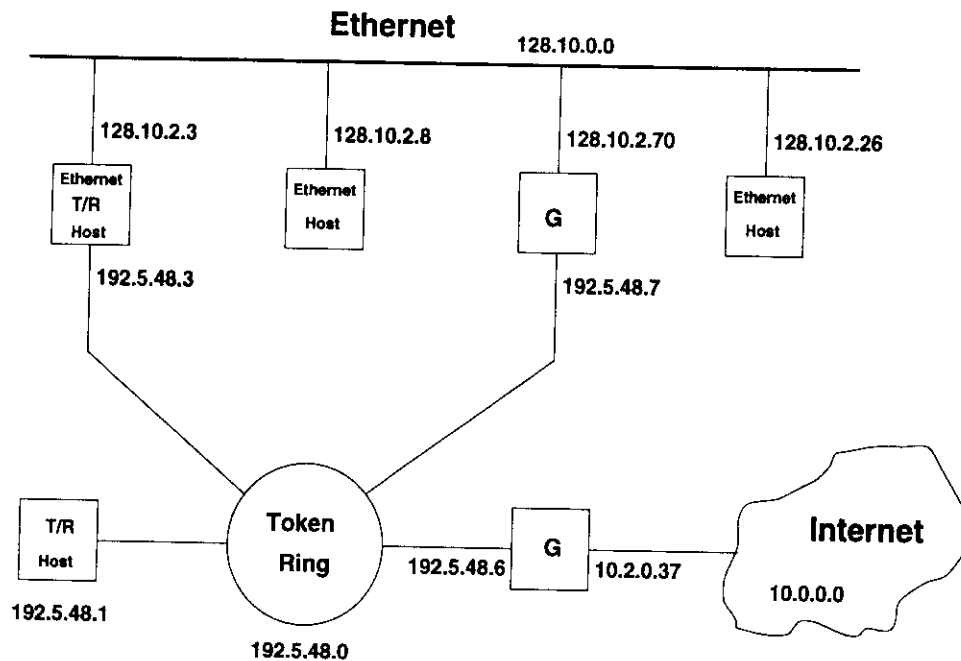 Ethernet
128.10.0.0
128.10.2.3
128.10.2.8
128.10.2.70
128.10.2.26
Ethernet
T/R
Host
Ethernet
Host
G
Ethernet
Host
192.5.48.3
192.5.48.7
T/R
Host
192.5.48.1
Token
Ring
192.5.48.0
192.5.48.6
G
10.2.0.37
Internet
10.0.0.0